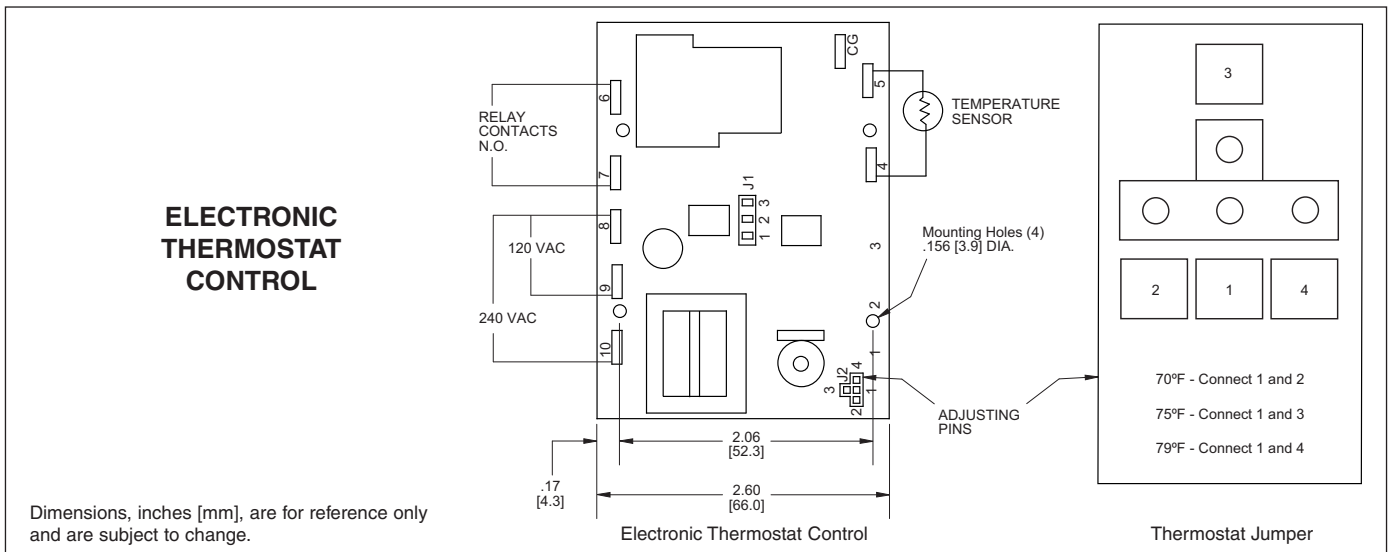 ELECTRONIC
THERMOSTAT
CONTROL
Dimensions, inches [mm], are for reference only
and are subject to change.
RELAY
CONTACTS
N.O.
120 VAC
240 VAC
6
7
8
9
10
CG
5
4
3
2
1
J1
3
2
1
J2
4
3
1
2
TEMPERATURE
SENSOR
Mounting Holes (4)
.156 [3.9] DIA.
ADJUSTING
PINS
2.06
[52.3]
.17
[4.3]
2.60
[66.0]
Electronic Thermostat Control
3
2
1
4
70ºF - Connect 1 and 2
75ºF - Connect 1 and 3
79ºF - Connect 1 and 4
Thermostat Jumper